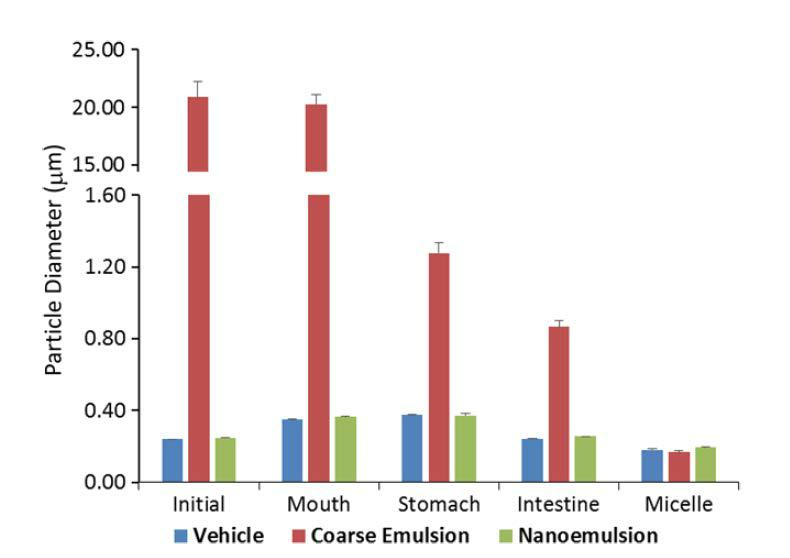 25.00
20.00
15.00
1.60
1.20
0.80
0.40
0.00
Particle Diameter (µm)
Initial Mouth Stomach Intestine Micelle
Vehicle Coarse Emulsion Nanoemulsion